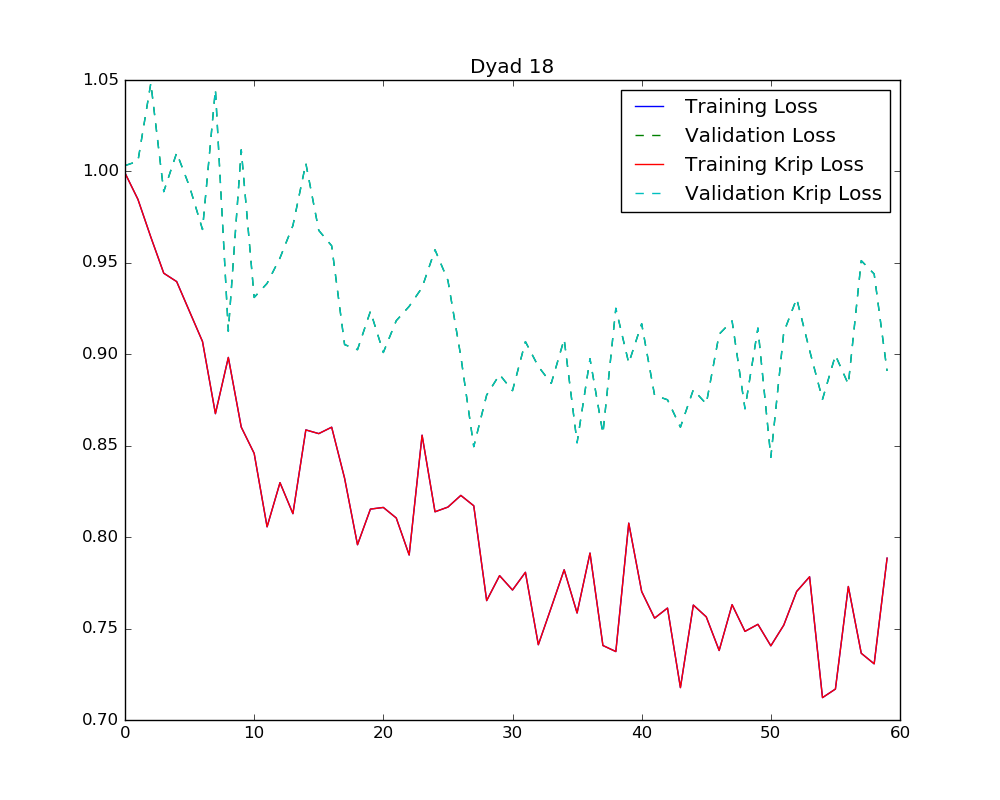 Dyad 18
1.05
1.00
0.95
0.90
0.85
0.80
0.75
0.70
Training Loss
Validation Loss
Training Krip Loss
Validation Krip Loss
0 10 20 30 40 50 60